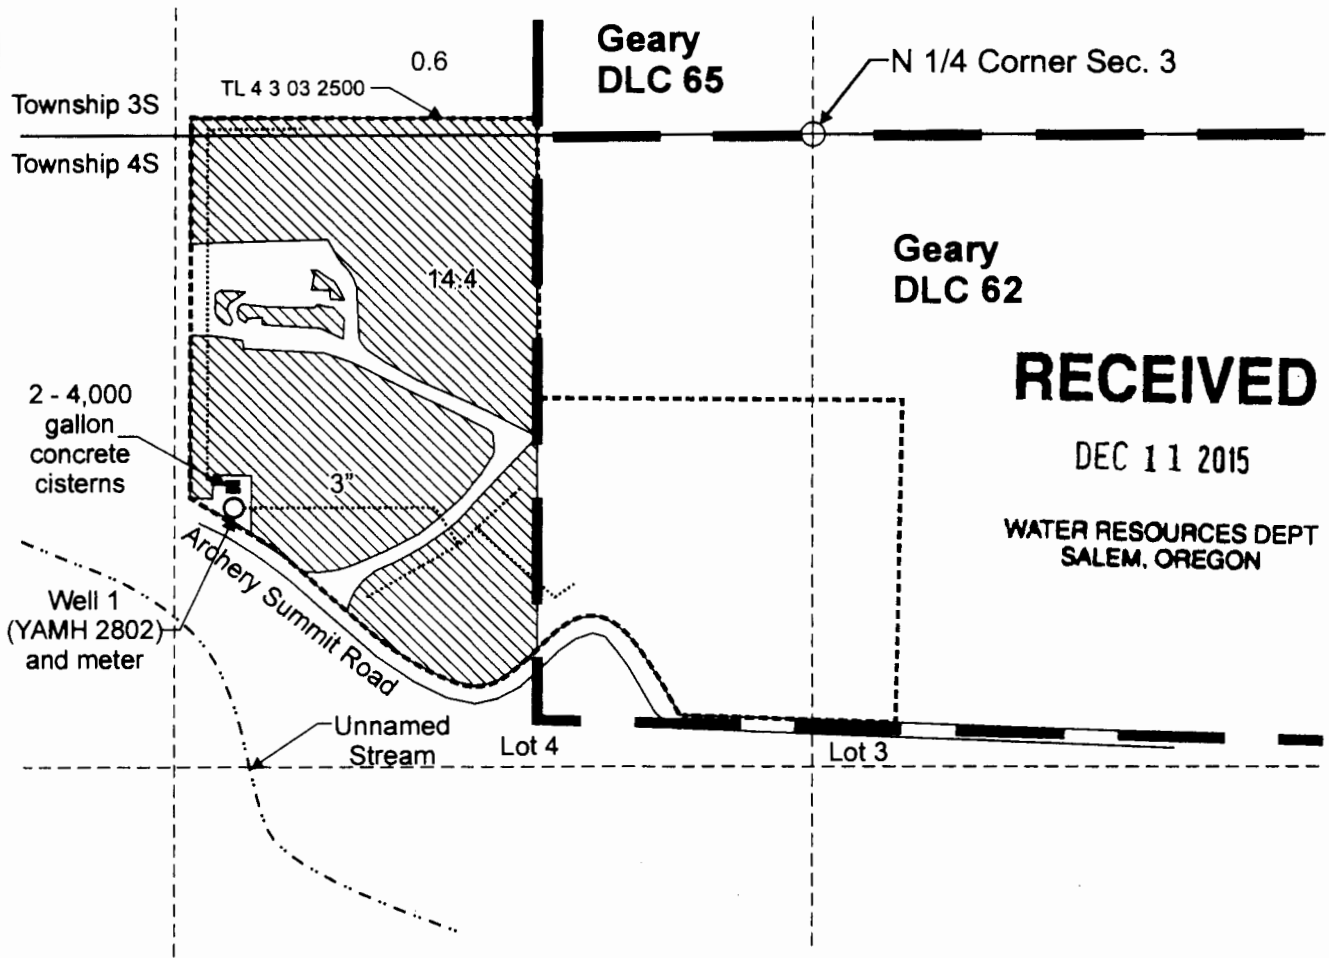 Geary
DLC 65
0.6
N 1/4 Corner Sec. 3
TL 4 3 03 2500
Township 3S
Township 4S
Geary
DLC 62
14.4
RECEIVED
DEC 11 2015
WATER RESOURCES DEPT
SALEM, OREGON
2 - 4,000
gallon
concrete
cisterns
3"
Archery Summit Road
Well 1
(YAMH 2802)
and meter
Unnamed
Stream
Lot 4
Lot 3